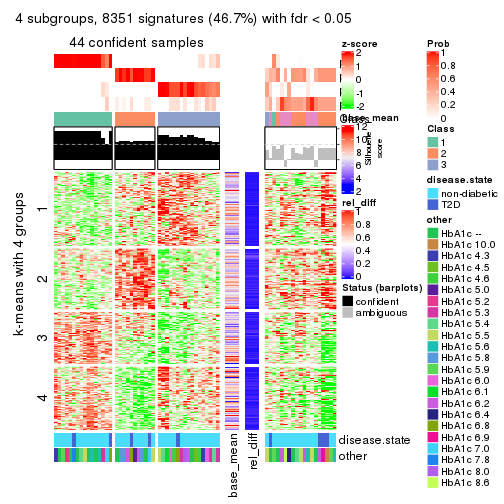 4 subgroups, 8351 signatures (46.7%) with fdr < 0.05
44 confident samples
k-means with 4 groups
1
2
3
4
Silhouette
score
base_mean
rel_diff
disease.state
other
z-score
2
1
0
-1
-2
base_mean
12
10
8
6
4
2
rel_diff
1
0.8
0.6
0.4
0.2
0
Status (barplots)
confident
ambiguous
Prob
1
0.8
0.6
0.4
0.2
0
Class
1
2
3
disease.state
non-diabetic
T2D
other
HbA1c --
HbA1c 10.0
HbA1c 4.3
HbA1c 4.5
HbA1c 4.6
HbA1c 5.0
HbA1c 5.2
HbA1c 5.3
HbA1c 5.4
HbA1c 5.5
HbA1c 5.6
HbA1c 5.8
HbA1c 5.9
HbA1c 6.0
HbA1c 6.1
HbA1c 6.2
HbA1c 6.4
HbA1c 6.8
HbA1c 6.9
HbA1c 7.0
HbA1c 7.8
HbA1c 8.0
HbA1c 8.6